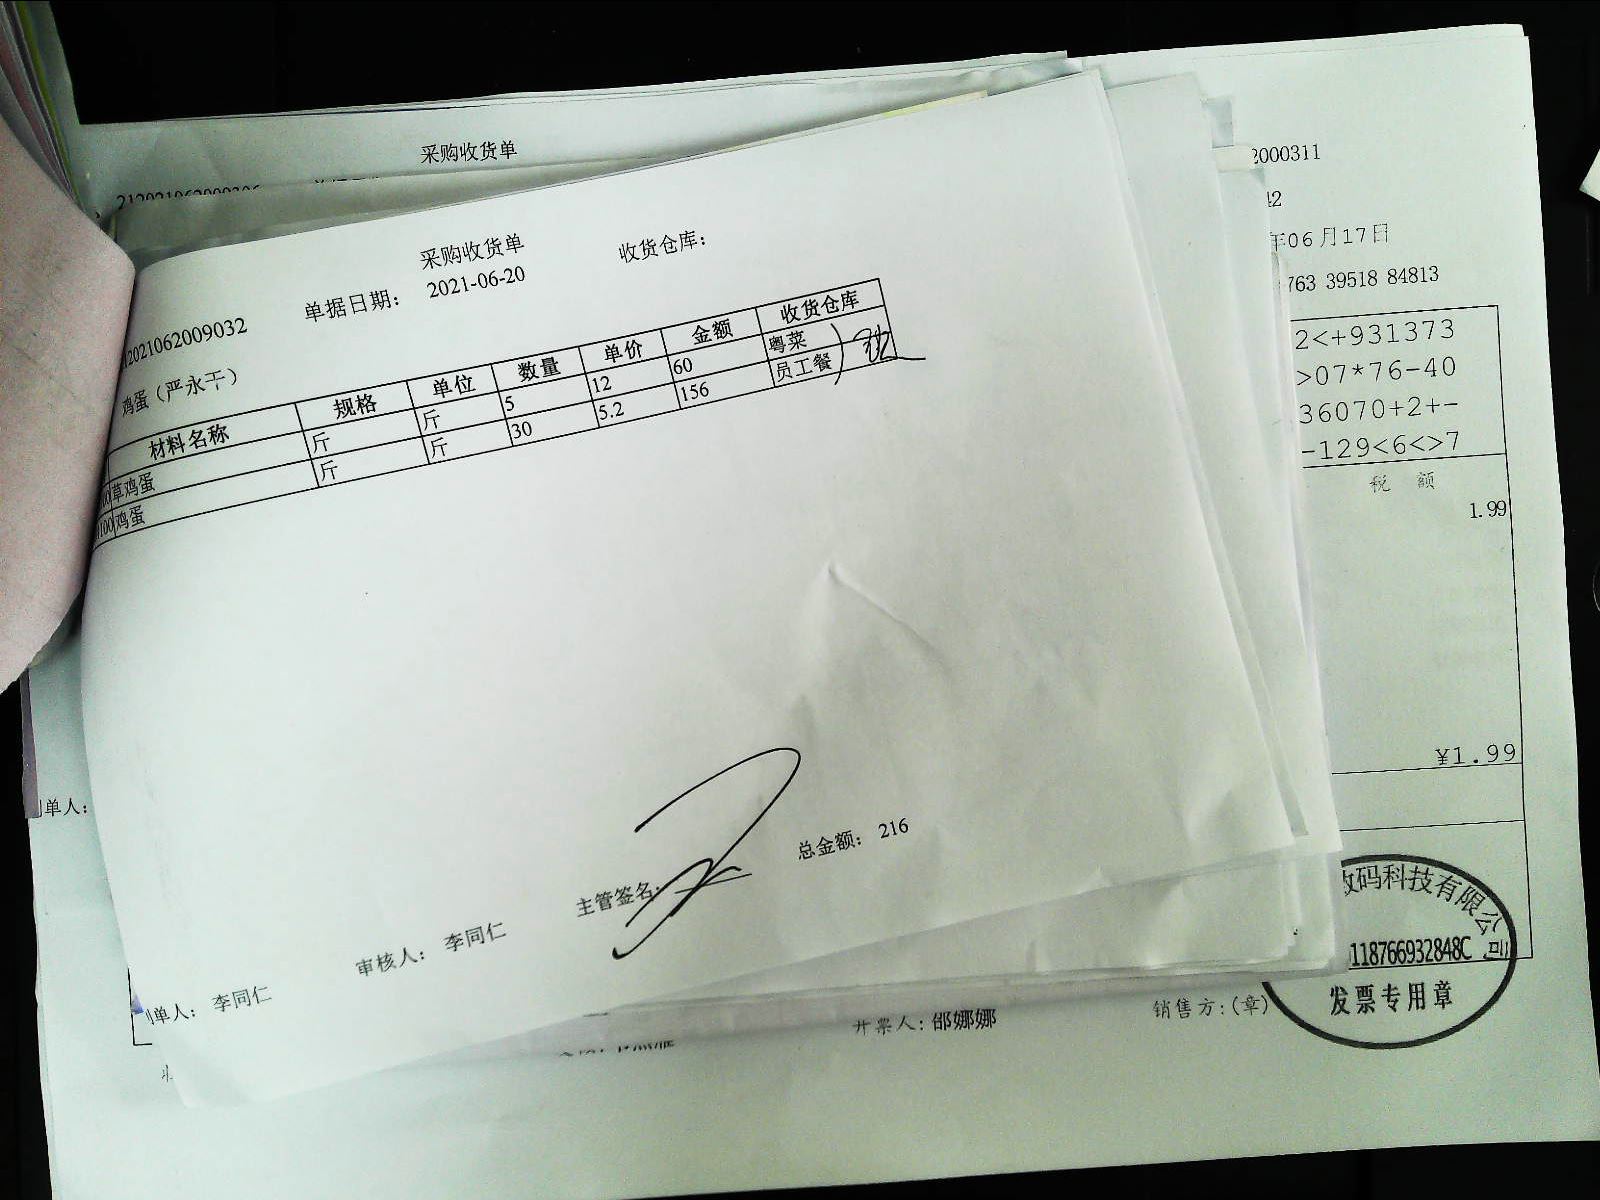 采购收货单
2000311
42
年06月17日
763 39518 84813
采购收货单
单据日期： 2021-06-20 收货仓库：
2021062009032
鸡蛋（严永干）
材料名称 规格 单位 数量 单价 金额 收货仓库
草鸡蛋 斤 斤 5 12 60 粤菜
100 鸡蛋 斤 斤 30 5.2 156 员工餐
2<+931373
>07*76-40
36070+2+-
-129<6<>7
税 额
1.99
¥1.99
总金额： 216
主管签名：
审核人： 李同仁
单人： 李同仁
单人：
数码科技有限公司
118766932848C
发票专用章
开票人：邰娜娜
销售方：(章)